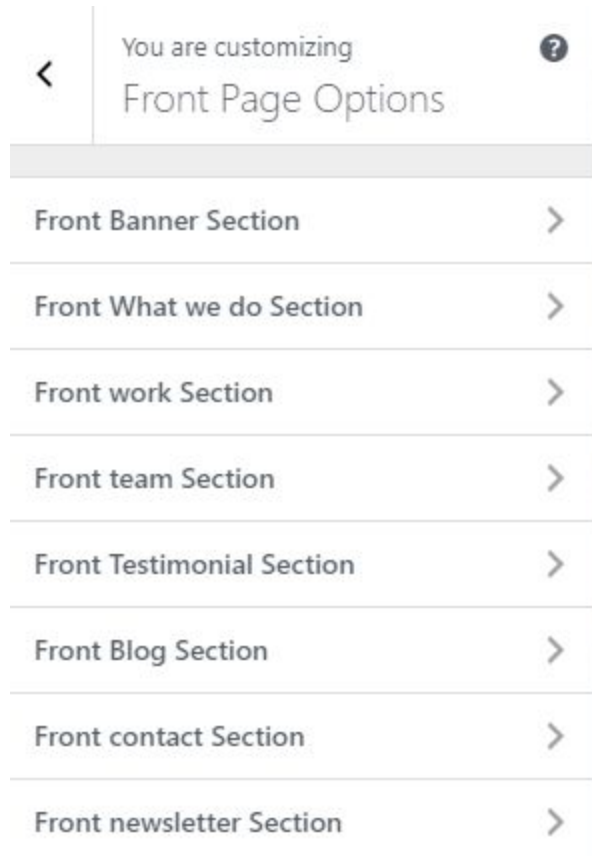 You are customizing
Front Page Options
Front Banner Section
Front What we do Section
Front work Section
Front team Section
Front Testimonial Section
Front Blog Section
Front contact Section
Front newsletter Section